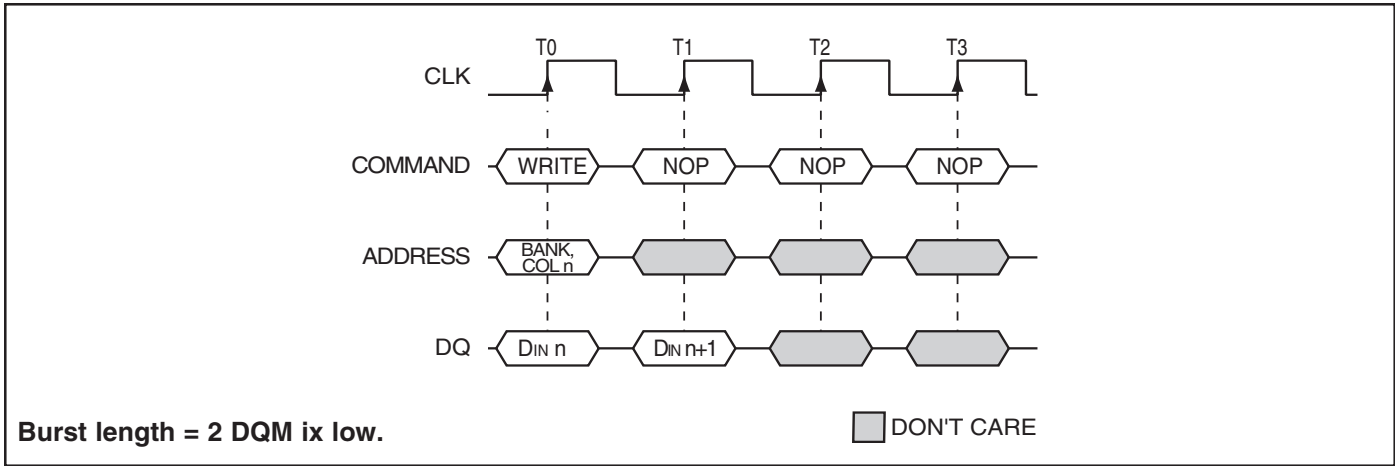 T0 T1 T2 T3
CLK
COMMAND WRITE NOP NOP NOP
ADDRESS BANK,
COL n
DQ DIN n DIN n+1
Burst length = 2 DQM ix low.
DON'T CARE